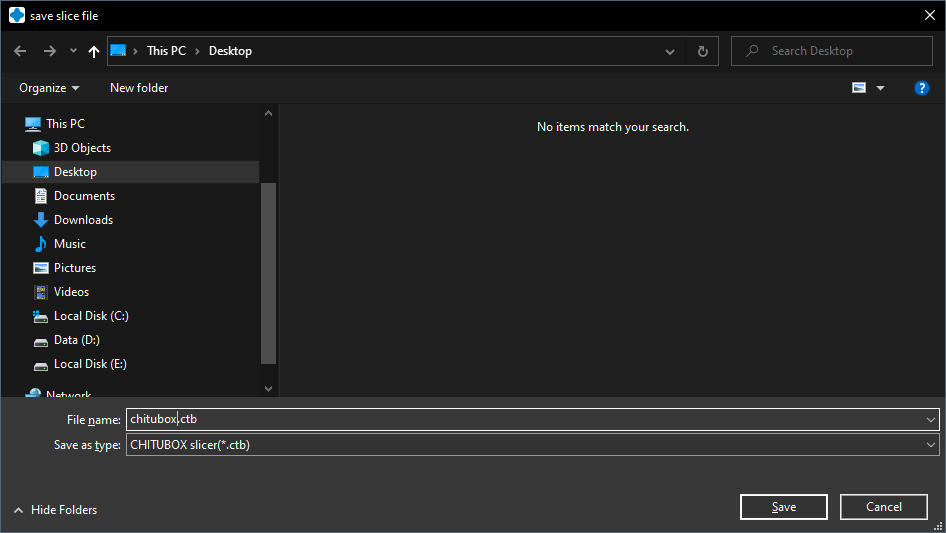 save slice file
This PC > Desktop
Search Desktop
Organize
New folder
?
This PC
3D Objects
Desktop
Documents
Downloads
Music
Pictures
Videos
Local Disk (C:)
Data (D:)
Local Disk (E:)
Network
No items match your search.
File name: chitubox.ctb
Save as type: CHITUBOX slicer(*.ctb)
Hide Folders
Save
Cancel